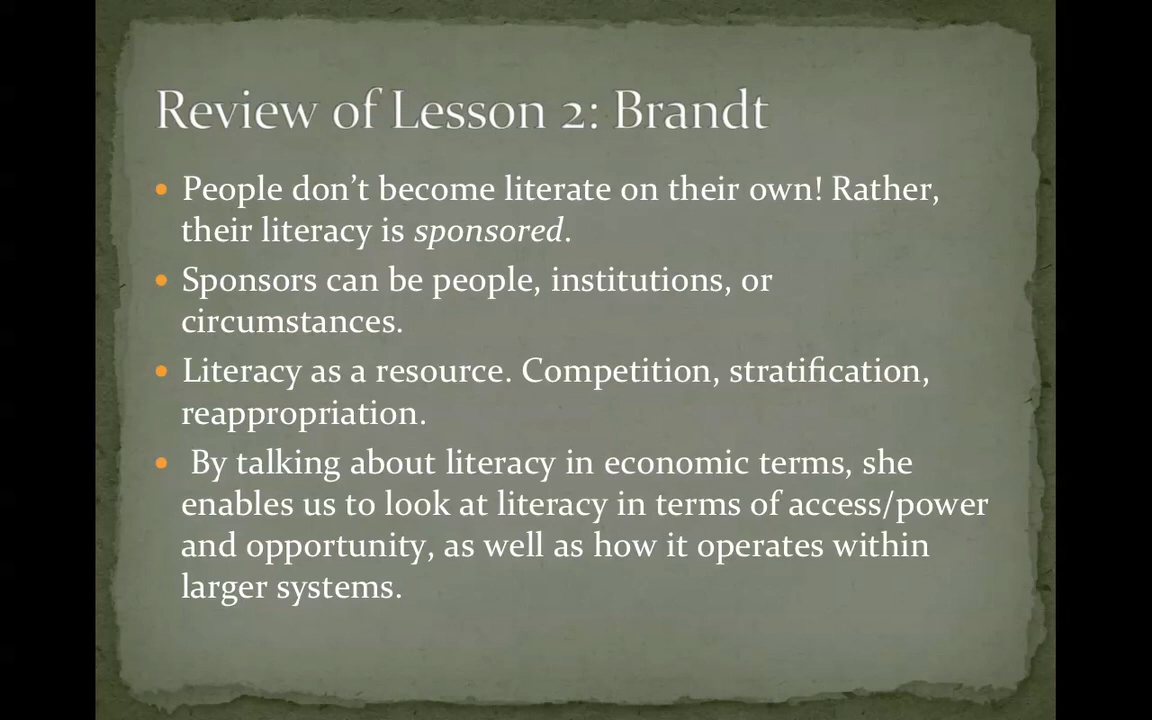 Review of Lesson 2: Brandt
• People don’t become literate on their own! Rather,
their literacy is sponsored.
• Sponsors can be people, institutions, or
circumstances.
• Literacy as a resource. Competition, stratification,
reappropriation.
• By talking about literacy in economic terms, she
enables us to look at literacy in terms of access/power
and opportunity, as well as how it operates within
larger systems.